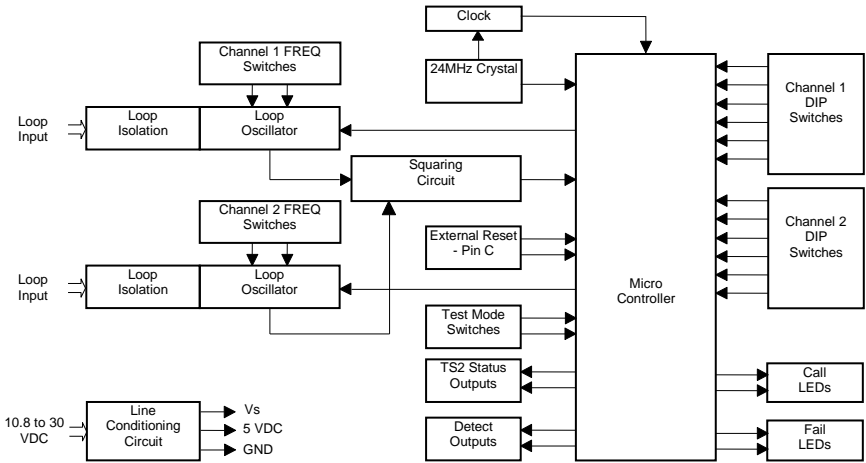 Clock
Channel 1 FREQ
Switches
24MHz Crystal
Channel 1
DIP
Switches
Loop
Input
Loop
Isolation
Loop
Oscillator
Squaring
Circuit
Channel 2 FREQ
Switches
External Reset
- Pin C
Channel 2
DIP
Switches
Loop
Input
Loop
Isolation
Loop
Oscillator
Micro
Controller
Test Mode
Switches
TS2 Status
Outputs
Call
LEDs
10.8 to 30
VDC
Line
Conditioning
Circuit
Vs
5 VDC
GND
Detect
Outputs
Fail
LEDs